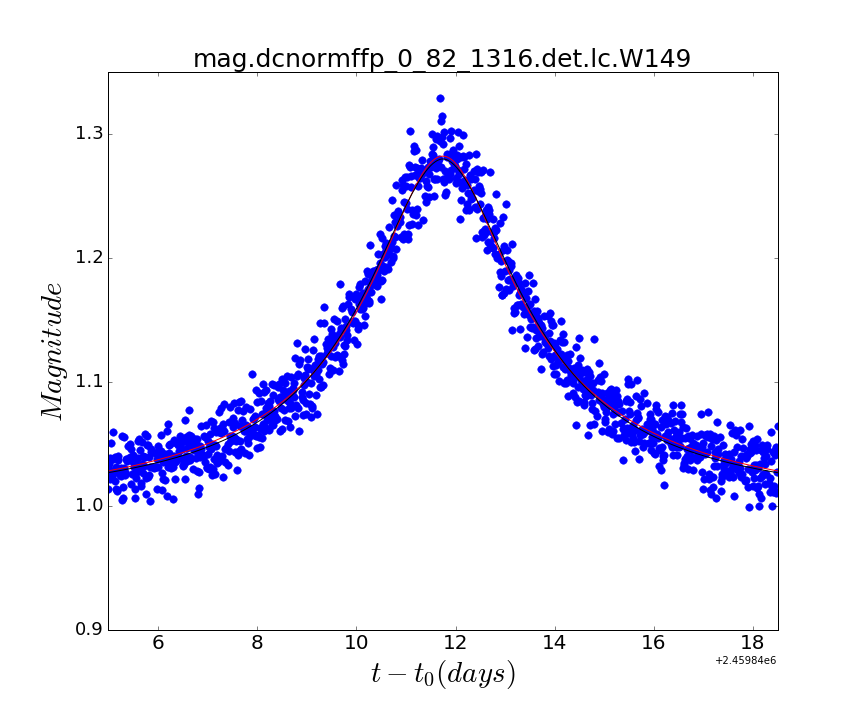 mag.dcnormffp_0_82_1316.det.lc.W149
1.3
1.2
1.1
1.0
0.9
Magnitude
6 8 10 12 14 16 18
+2.45984e6
t − t₀(days)